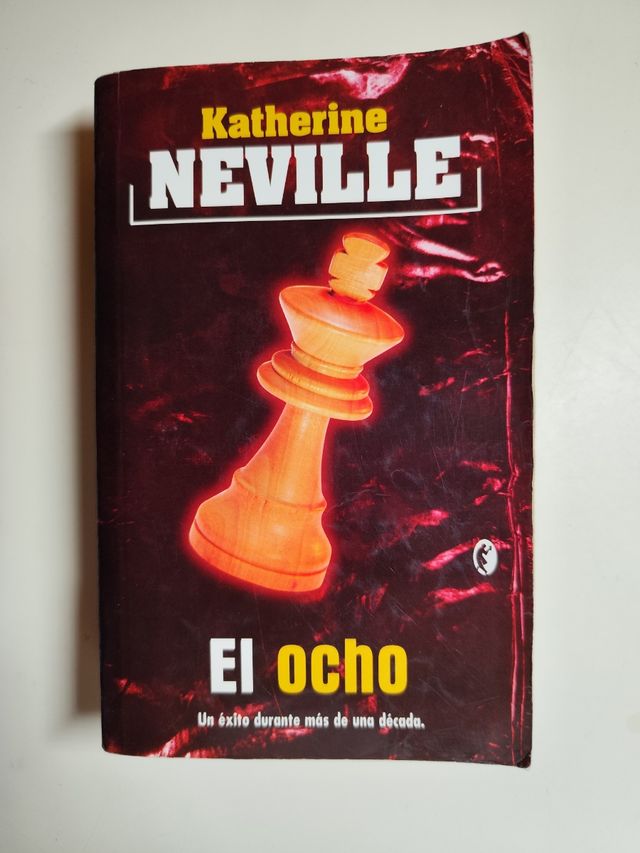 Katherine
NEVILLE
El ocho
Un éxito durante más de una década.